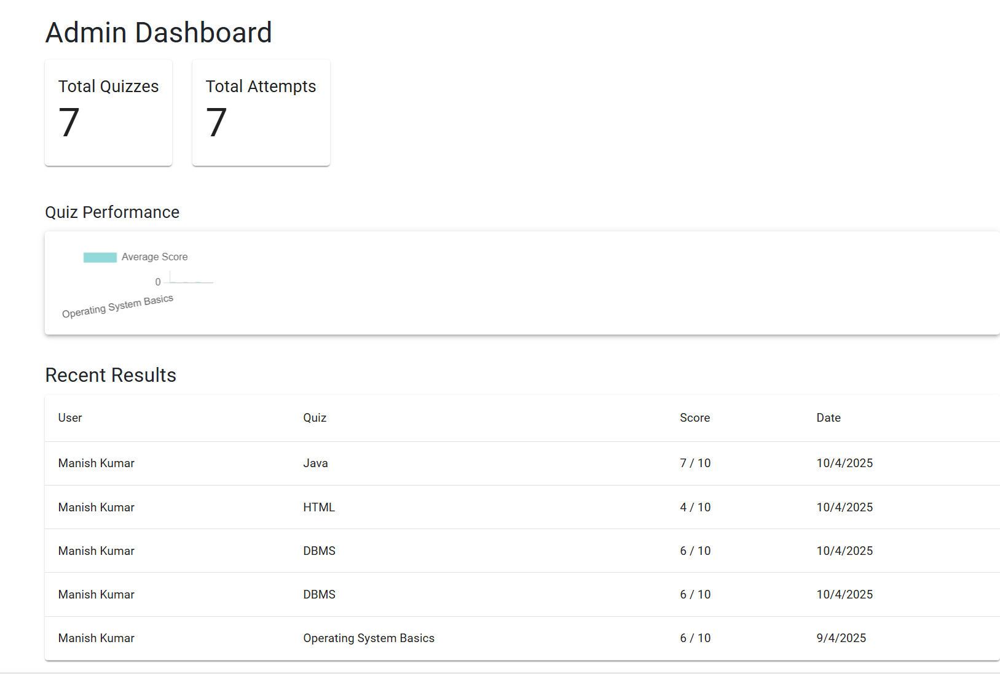 Admin Dashboard
Total Quizzes
7
Total Attempts
7
Quiz Performance
Average Score
0
Operating System Basics
Recent Results
User Quiz Score Date
Manish Kumar Java 7 / 10 10/4/2025
Manish Kumar HTML 4 / 10 10/4/2025
Manish Kumar DBMS 6 / 10 10/4/2025
Manish Kumar DBMS 6 / 10 10/4/2025
Manish Kumar Operating System Basics 6 / 10 9/4/2025